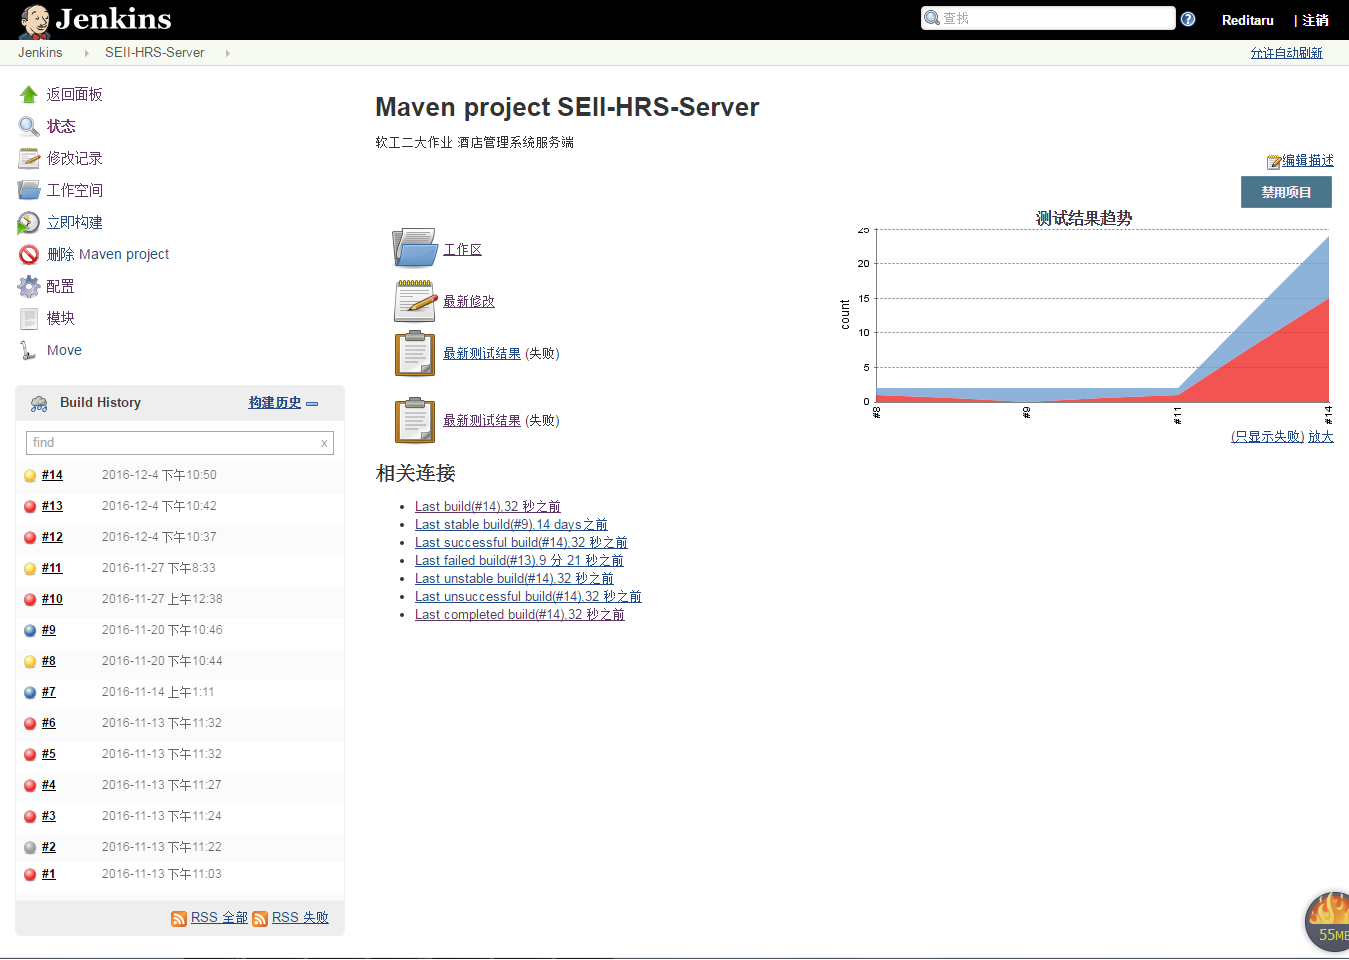 Jenkins
查找
Reditaru
| 注销
Jenkins
SEII-HRS-Server
允许自动刷新
返回面板
状态
修改记录
工作空间
立即构建
删除 Maven project
配置
模块
Move
Build History
构建历史
find
x
#14 2016-12-4 下午10:50
#13 2016-12-4 下午10:42
#12 2016-12-4 下午10:37
#11 2016-11-27 下午8:33
#10 2016-11-27 上午12:38
#9 2016-11-20 下午10:46
#8 2016-11-20 下午10:44
#7 2016-11-14 上午1:11
#6 2016-11-13 下午11:32
#5 2016-11-13 下午11:32
#4 2016-11-13 下午11:27
#3 2016-11-13 下午11:24
#2 2016-11-13 下午11:22
#1 2016-11-13 下午11:03
RSS 全部 RSS 失败
Maven project SEII-HRS-Server
软工二大作业 酒店管理系统服务端
编辑描述
禁用项目
工作区
最新修改
最新测试结果 (失败)
最新测试结果 (失败)
测试结果趋势
count
25
20
15
10
5
0
#8
#9
#11
#14
(只显示失败) 放大
相关连接
Last build(#14),32 秒之前
Last stable build(#9),14 days之前
Last successful build(#14),32 秒之前
Last failed build(#13),9 分 21 秒之前
Last unstable build(#14),32 秒之前
Last unsuccessful build(#14),32 秒之前
Last completed build(#14),32 秒之前
55MB